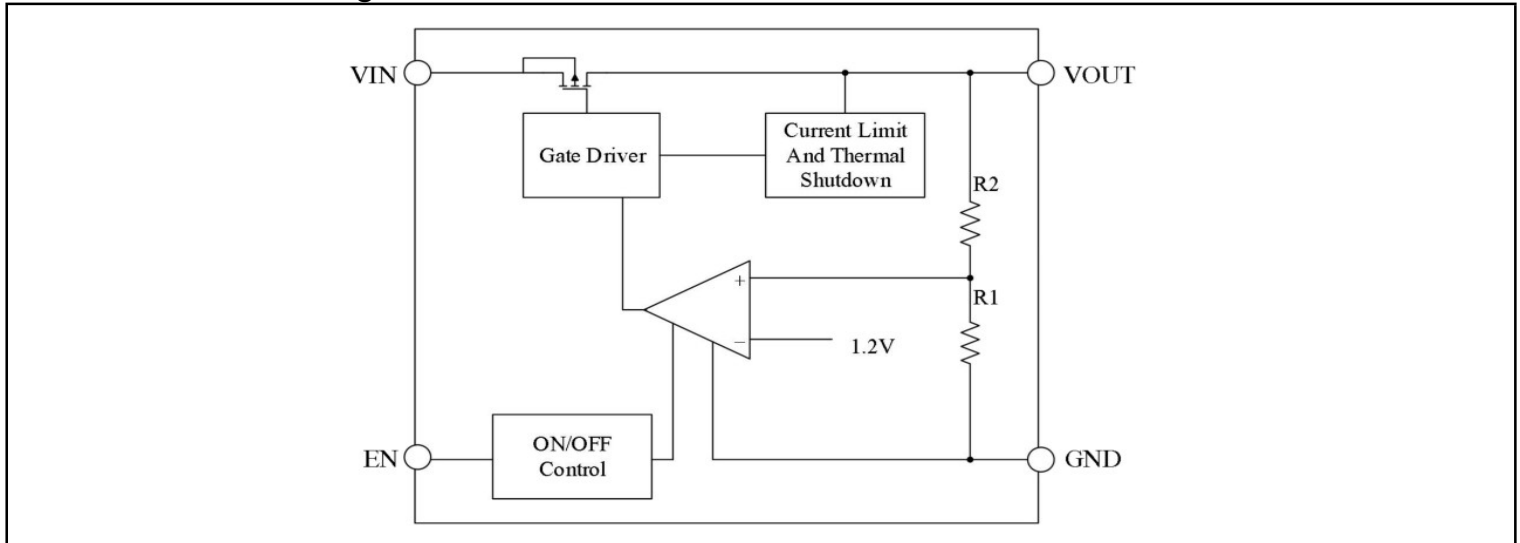 VIN
VOUT
Gate Driver
Current Limit
And Thermal
Shutdown
R2
+
R1
−
1.2V
ON/OFF
Control
EN
GND